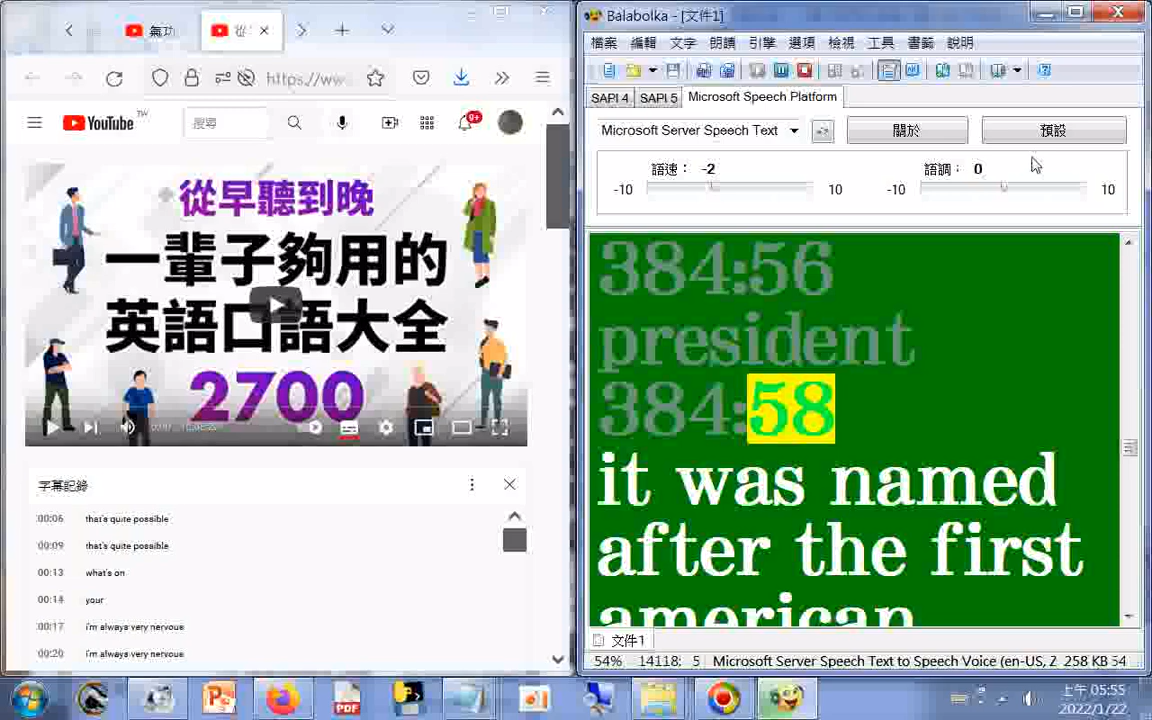 氣功
從
https://www
YouTube TW
搜尋
9+
從早聽到晚
一輩子夠用的
英語口語大全
2700
字幕記錄
00:06 that's quite possible
00:09 that's quite possible
00:13 what's on
00:14 your
00:17 i'm always very nervous
00:20 i'm always very nervous
Balabolka - [文件1]
檔案 編輯 文字 朗讀 引擎 選項 檢視 工具 書籤 說明
SAPI 4 SAPI 5 Microsoft Speech Platform
Microsoft Server Speech Text 關於 預設
語速： -2 語調： 0
-10 10 -10 10
384:56
president
384:58
it was named
after the first
american
文件1
54% 14118: 5 Microsoft Server Speech Text to Speech Voice (en-US, Z 258 KB 54
PDF
上午 05:55
2022/1/22